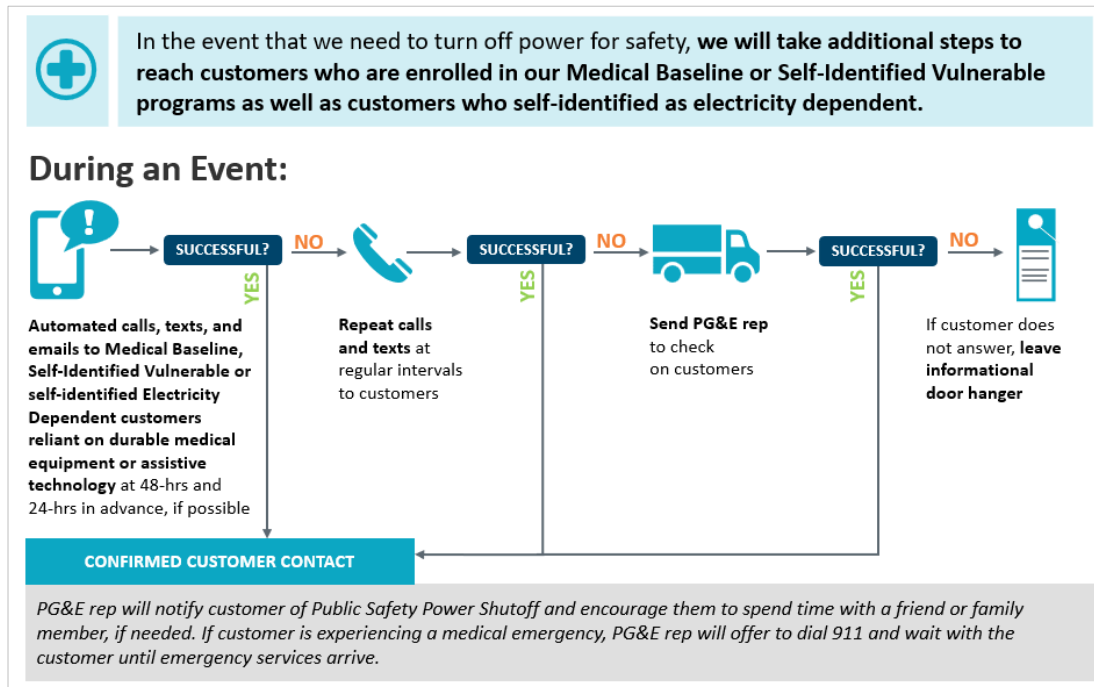 In the event that we need to turn off power for safety, we will take additional steps to
reach customers who are enrolled in our Medical Baseline or Self-Identified Vulnerable
programs as well as customers who self-identified as electricity dependent.
During an Event:
!
SUCCESSFUL?
NO
YES
SUCCESSFUL?
NO
YES
SUCCESSFUL?
NO
YES
Automated calls, texts, and
emails to Medical Baseline,
Self-Identified Vulnerable or
self-identified Electricity
Dependent customers
reliant on durable medical
equipment or assistive
technology at 48-hrs and
24-hrs in advance, if possible
Repeat calls
and texts at
regular intervals
to customers
Send PG&E rep
to check
on customers
If customer does
not answer, leave
informational
door hanger
CONFIRMED CUSTOMER CONTACT
PG&E rep will notify customer of Public Safety Power Shutoff and encourage them to spend time with a friend or family
member, if needed. If customer is experiencing a medical emergency, PG&E rep will offer to dial 911 and wait with the
customer until emergency services arrive.